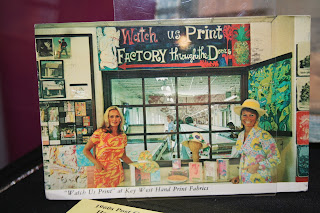 Watch us Print
FACTORY through the Doors
"Watch Us Print" at Key West Hand Print Fabrics